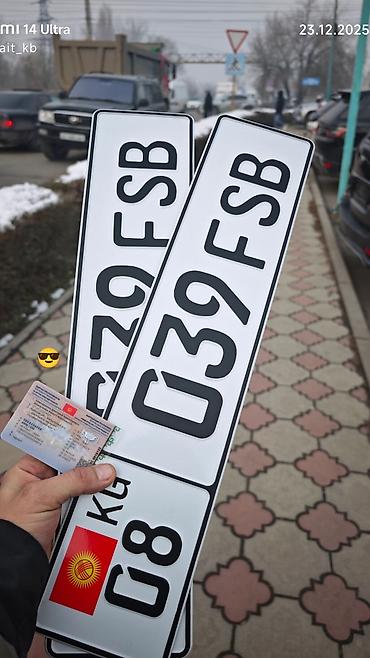 MI 14 Ultra
ait_kb
23.12.2025
039 FSB
039 FSB
KG
08